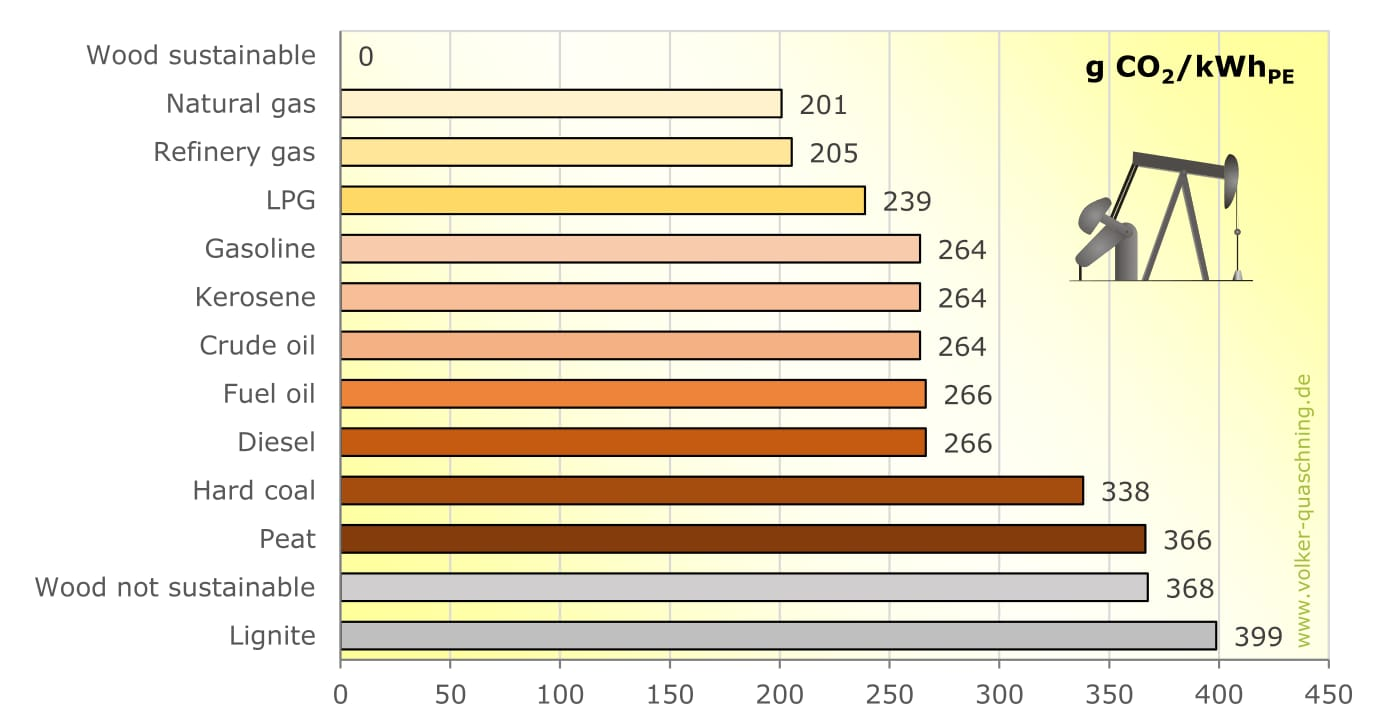 g CO₂/kWhPE
Wood sustainable 0
Natural gas 201
Refinery gas 205
LPG 239
Gasoline 264
Kerosene 264
Crude oil 264
Fuel oil 266
Diesel 266
Hard coal 338
Peat 366
Wood not sustainable 368
Lignite 399
0 50 100 150 200 250 300 350 400 450
www.volker-quaschning.de